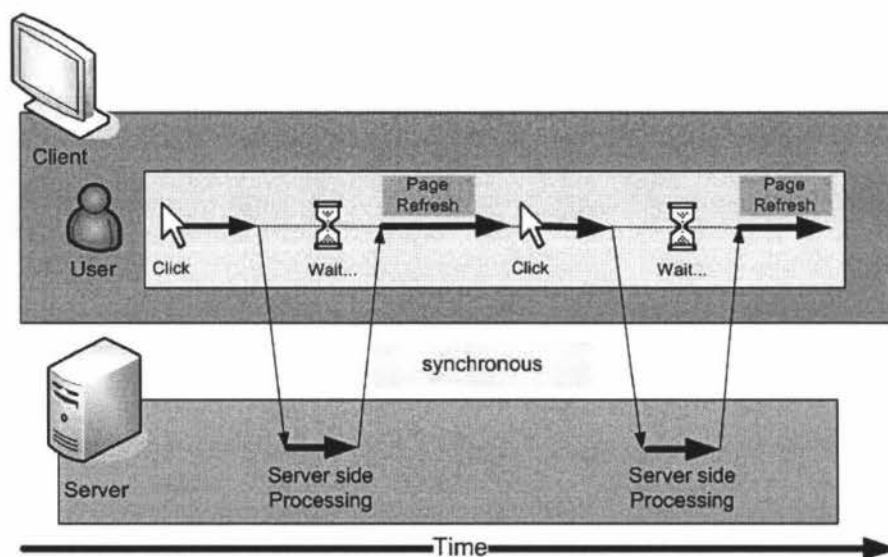 Client
Page
Refresh
Page
Refresh
User
Click
Wait...
Click
Wait...
synchronous
Server
Server side
Processing
Server side
Processing
Time